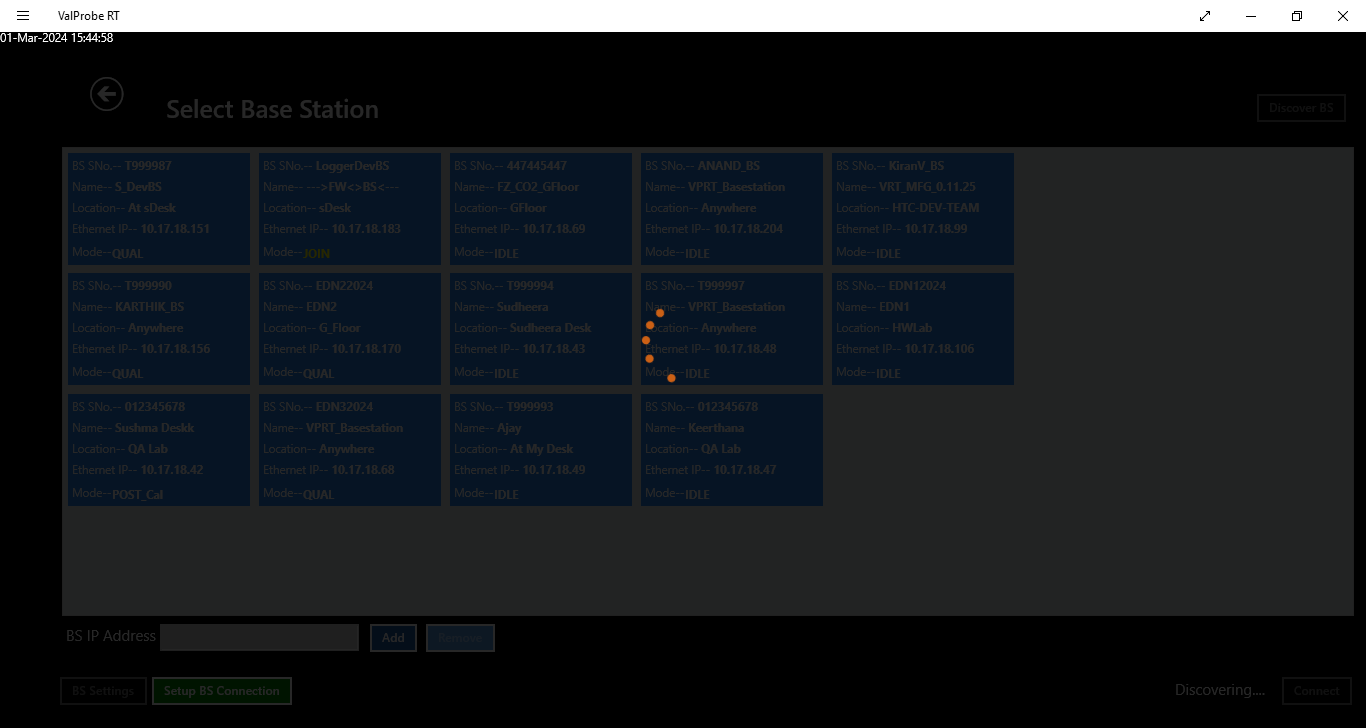 ValProbe RT
01-Mar-2024 15:44:58
Select Base Station
Discover BS
BS SNo.-- T999987
Name-- S_DevBS
Location-- At sDesk
Ethernet IP-- 10.17.18.151
Mode--QUAL
BS SNo.-- LoggerDevBS
Name-- --->FW<>BS<---
Location-- sDesk
Ethernet IP-- 10.17.18.183
Mode--JOIN
BS SNo.-- 447445447
Name-- FZ_CO2_GFloor
Location-- GFloor
Ethernet IP-- 10.17.18.69
Mode--IDLE
BS SNo.-- ANAND_BS
Name-- VPRT_Basestation
Location-- Anywhere
Ethernet IP-- 10.17.18.204
Mode--IDLE
BS SNo.-- KiranV_BS
Name-- VRT_MFG_0.11.25
Location-- HTC-DEV-TEAM
Ethernet IP-- 10.17.18.99
Mode--IDLE
BS SNo.-- T999990
Name-- KARTHIK_BS
Location-- Anywhere
Ethernet IP-- 10.17.18.156
Mode--QUAL
BS SNo.-- EDN22024
Name-- EDN2
Location-- G_Floor
Ethernet IP-- 10.17.18.170
Mode--QUAL
BS SNo.-- T999994
Name-- Sudheera
Location-- Sudheera Desk
Ethernet IP-- 10.17.18.43
Mode--IDLE
BS SNo.-- T999997
Name-- VPRT_Basestation
Location-- Anywhere
Ethernet IP-- 10.17.18.48
Mode--IDLE
BS SNo.-- EDN12024
Name-- EDN1
Location-- HWLab
Ethernet IP-- 10.17.18.106
Mode--IDLE
BS SNo.-- 012345678
Name-- Sushma Deskk
Location-- QA Lab
Ethernet IP-- 10.17.18.42
Mode--POST_Cal
BS SNo.-- EDN32024
Name-- VPRT_Basestation
Location-- Anywhere
Ethernet IP-- 10.17.18.68
Mode--QUAL
BS SNo.-- T999993
Name-- Ajay
Location-- At My Desk
Ethernet IP-- 10.17.18.49
Mode--IDLE
BS SNo.-- 012345678
Name-- Keerthana
Location-- QA Lab
Ethernet IP-- 10.17.18.47
Mode--IDLE
BS IP Address
Add
Remove
BS Settings
Setup BS Connection
Discovering....
Connect